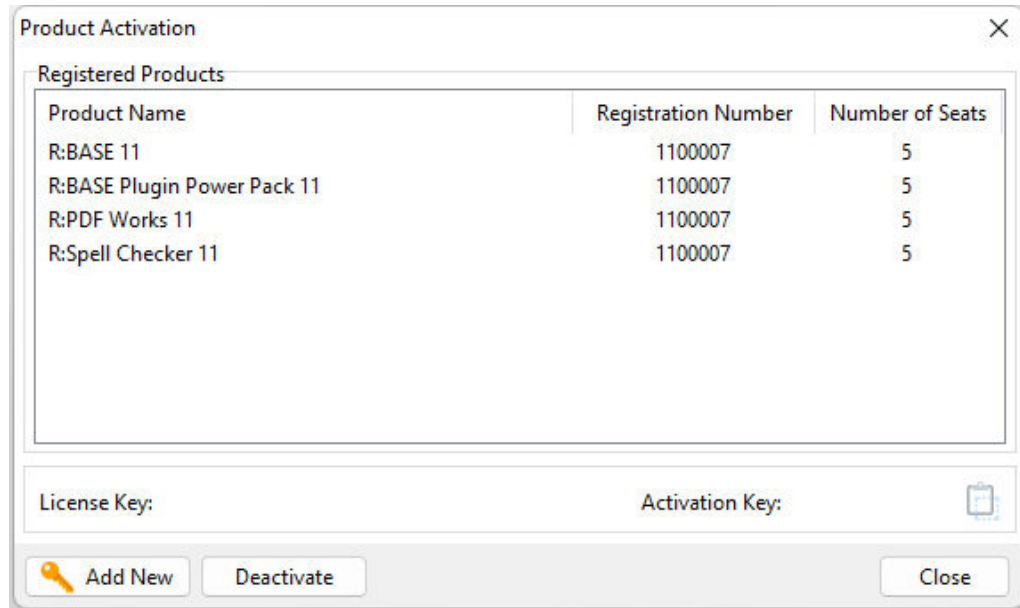 Product Activation
Registered Products
Product Name Registration Number Number of Seats
R:BASE 11 1100007 5
R:BASE Plugin Power Pack 11 1100007 5
R:PDF Works 11 1100007 5
R:Spell Checker 11 1100007 5
License Key: Activation Key:
Add New Deactivate Close